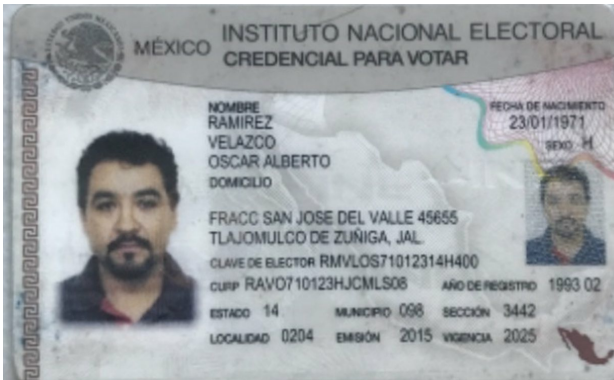 MÉXICO INSTITUTO NACIONAL ELECTORAL
CREDENCIAL PARA VOTAR
NOMBRE
RAMIREZ
VELAZCO
OSCAR ALBERTO
FECHA DE NACIMIENTO
23/01/1971
SEXO H
DOMICILIO
FRACC SAN JOSE DEL VALLE 45655
TLAJOMULCO DE ZUÑIGA, JAL.
CLAVE DE ELECTOR RMVLOS71012314H400
CURP RAVO710123HJCMLS08 AÑO DE REGISTRO 1993 02
ESTADO 14 MUNICIPIO 098 SECCIÓN 3442
LOCALIDAD 0204 EMISIÓN 2015 VIGENCIA 2025